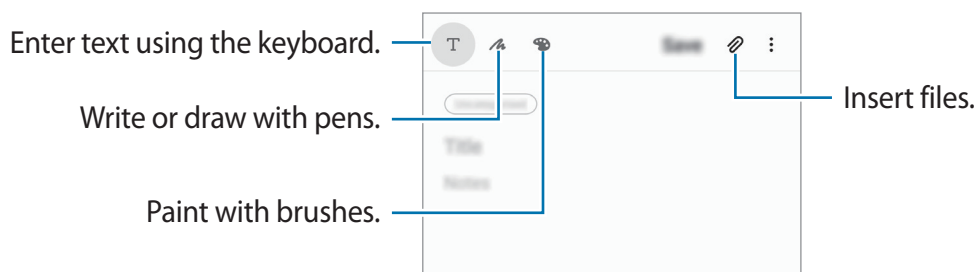 Enter text using the keyboard.
T
Save
Insert files.
Write or draw with pens.
Title
Notes
Paint with brushes.